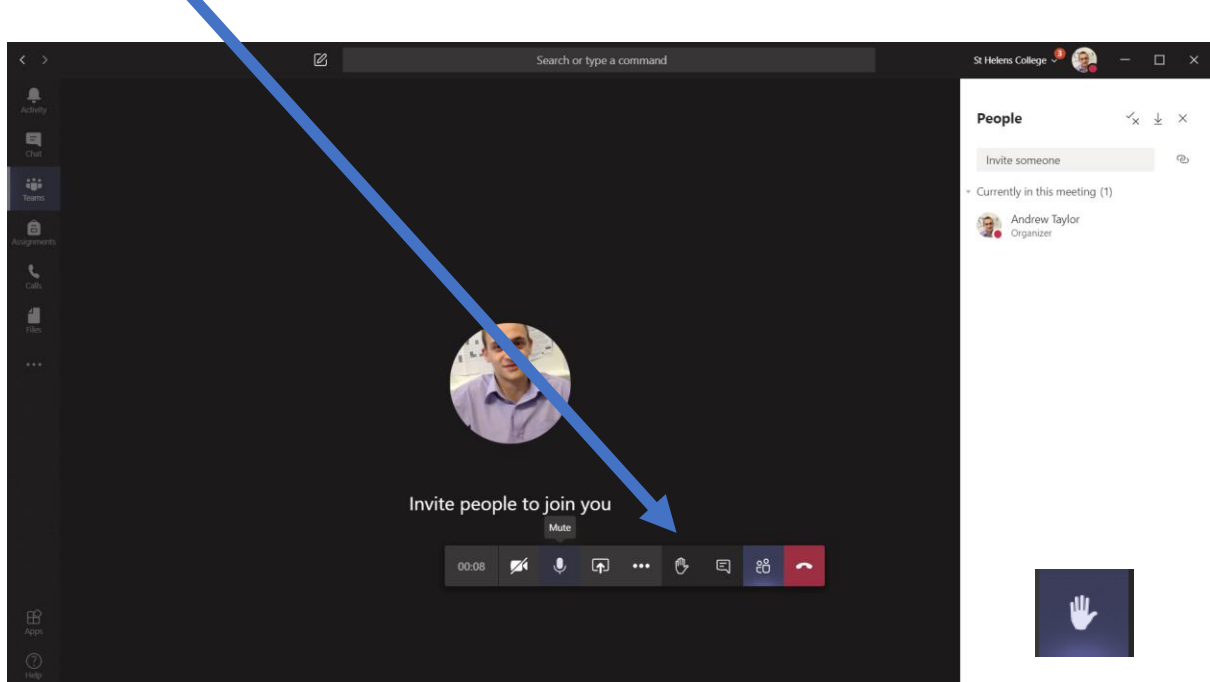 Search or type a command
St Helens College
3
Activity
Chat
Teams
Assignments
Calls
Files
Apps
Help
Invite people to join you
Mute
00:08
People
Invite someone
Currently in this meeting (1)
Andrew Taylor
Organizer